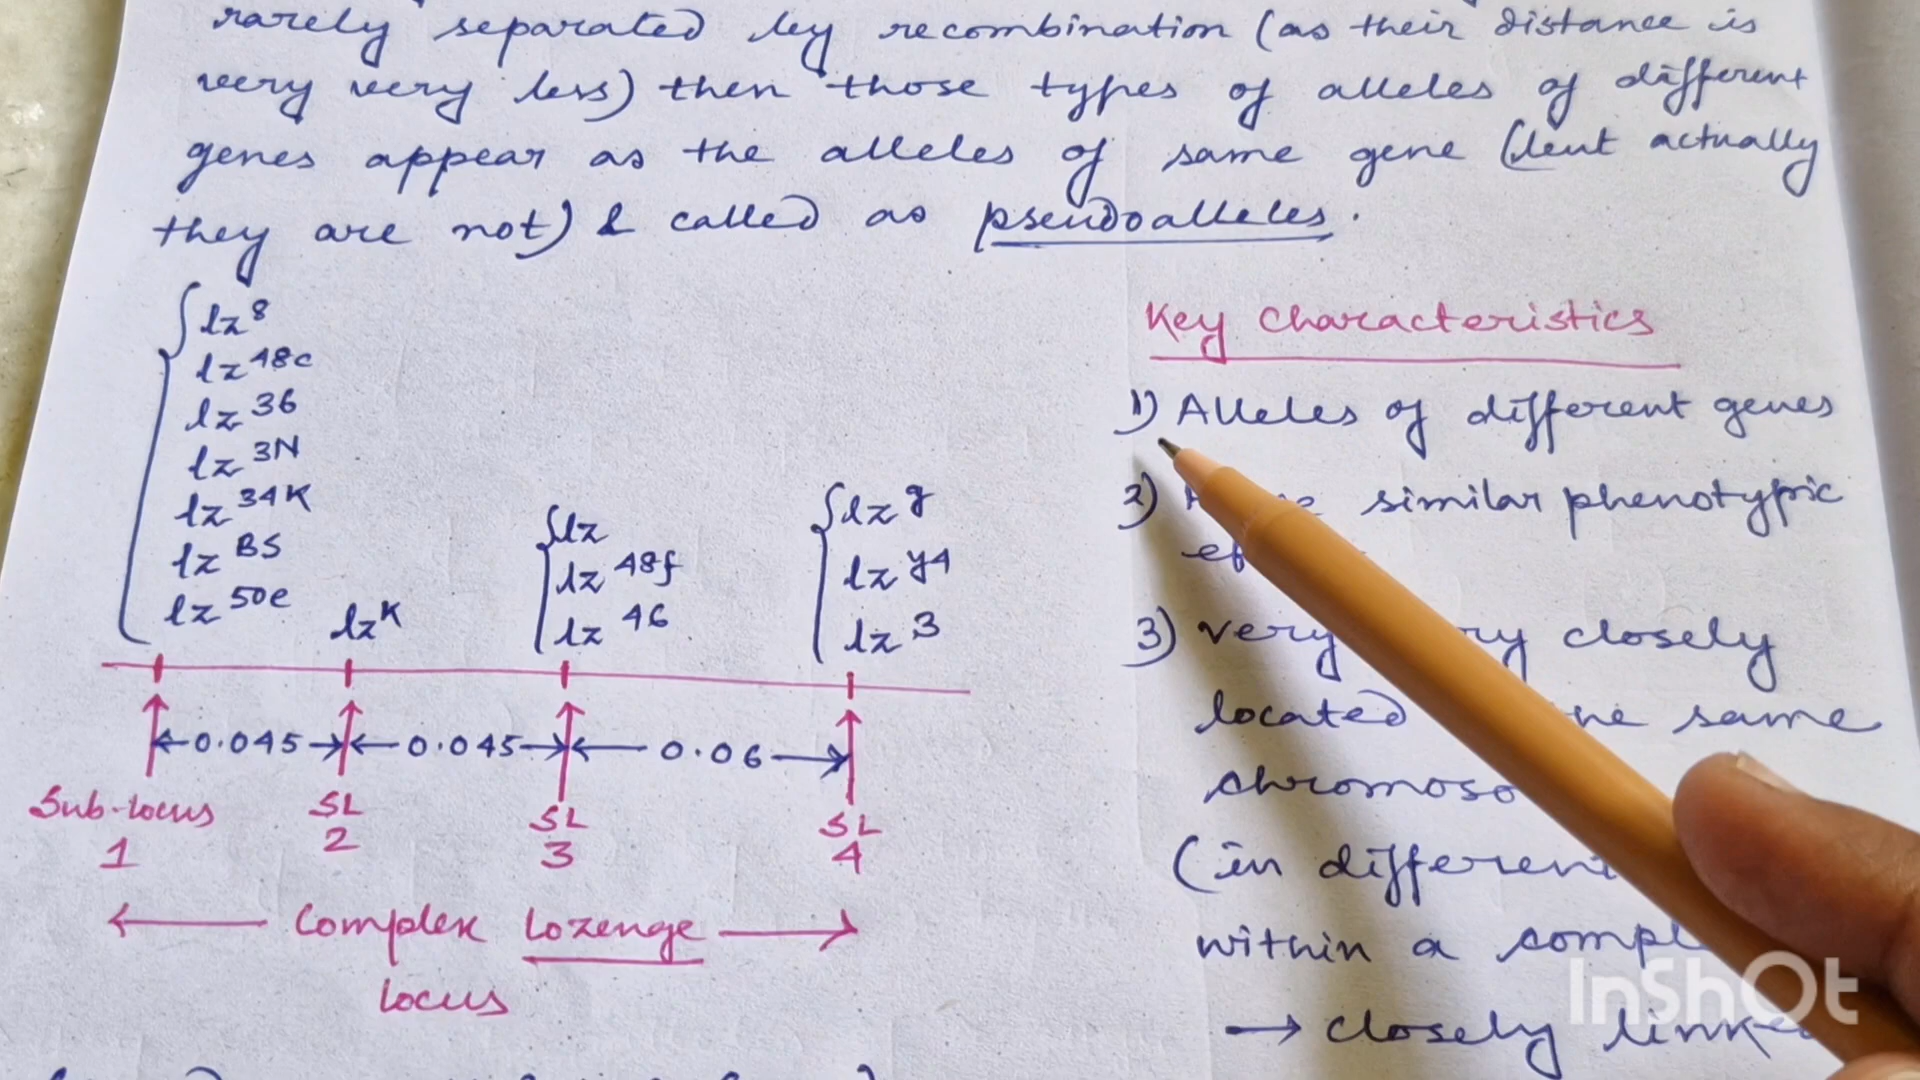 rarely separated by recombination (as their distance is
very very less) then those types of alleles of different
genes appear as the alleles of same gene (but actually
they are not) & called as pseudoalleles.
lz 8
lz 48c
lz 36
lz 3N
lz 34K
lz BS
lz 50e
lz K
lz
lz 48f
lz 46
lz g
lz y4
lz 3
0.045
0.045
0.06
Sub-locus
1
SL
2
SL
3
SL
4
Complex Lozenge
locus
Key Characteristics
1) Alleles of different genes
2) similar phenotypic
3) very closely
located same
(in different
within a
→ closely
InShOt